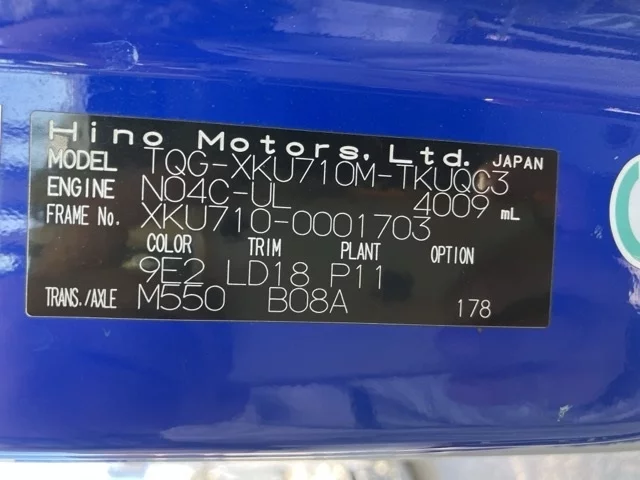 Hino Motors, Ltd. JAPAN
MODEL TQG-XKU710M-TKUQC3
ENGINE N04C-UL 4009 mL
FRAME No. XKU710-0001703
COLOR TRIM PLANT OPTION
9E2 LD18 P11
TRANS./AXLE M550 B08A 178